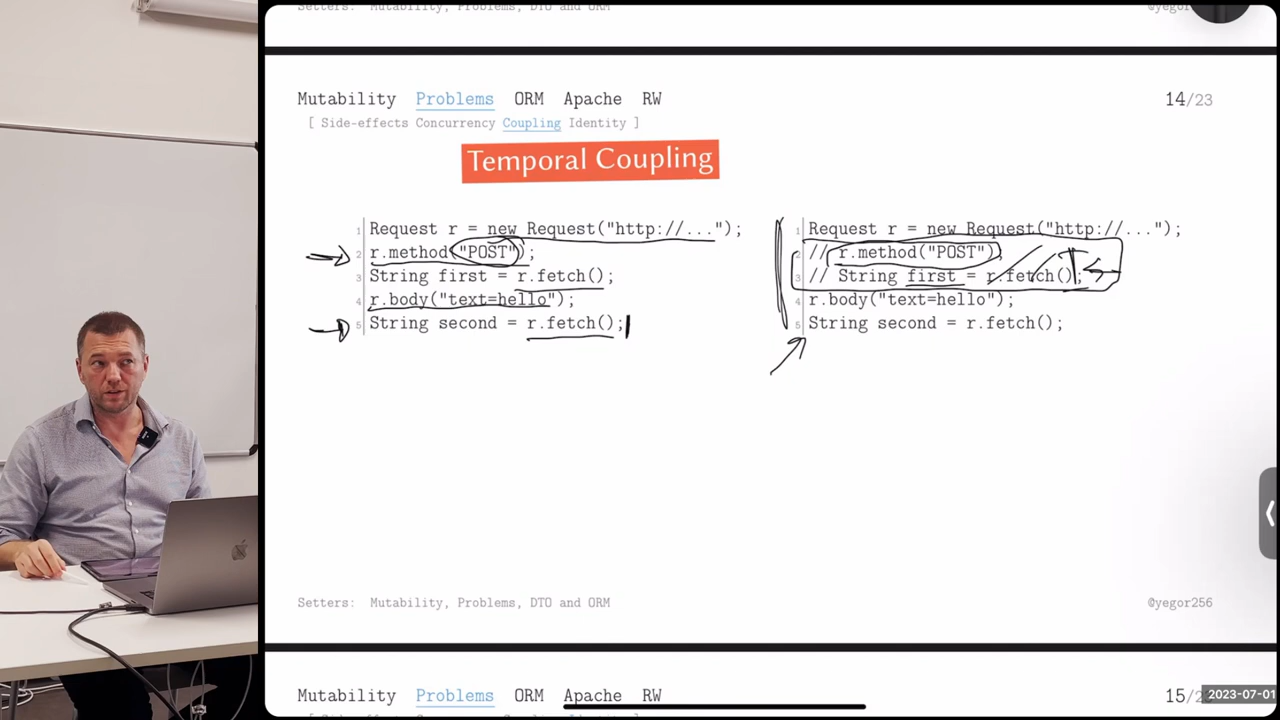 Setters: Mutability, Problems, DTO and ORM
@yegor256
Mutability Problems ORM Apache RW
14/23
[ Side-effects Concurrency Coupling Identity ]
Temporal Coupling
1 Request r = new Request("http://...");
2 r.method("POST");
3 String first = r.fetch();
4 r.body("text=hello");
5 String second = r.fetch();
1 Request r = new Request("http://...");
2 // r.method("POST");
3 // String first = r.fetch();
4 r.body("text=hello");
5 String second = r.fetch();
Setters: Mutability, Problems, DTO and ORM
@yegor256
Mutability Problems ORM Apache RW
15/2
2023-07-01